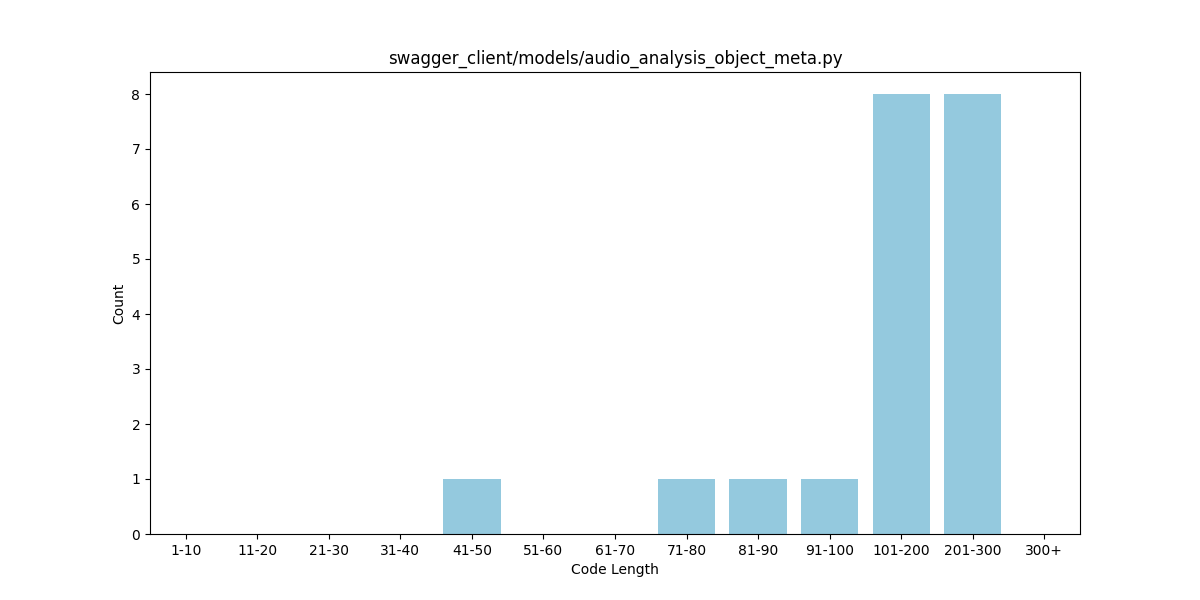 swagger_client/models/audio_analysis_object_meta.py
8
7
6
5
4
3
2
1
0
Count
1-10 11-20 21-30 31-40 41-50 51-60 61-70 71-80 81-90 91-100 101-200 201-300 300+
Code Length